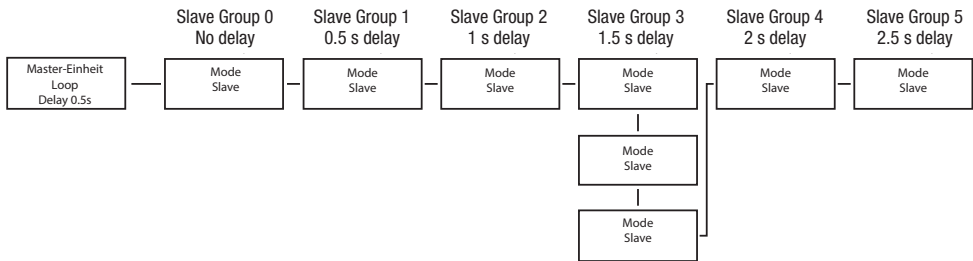 Slave Group 0
No delay
Slave Group 1
0.5 s delay
Slave Group 2
1 s delay
Slave Group 3
1.5 s delay
Slave Group 4
2 s delay
Slave Group 5
2.5 s delay
Master-Einheit
Loop
Delay 0.5s
Mode
Slave
Mode
Slave
Mode
Slave
Mode
Slave
Mode
Slave
Mode
Slave
Mode
Slave
Mode
Slave